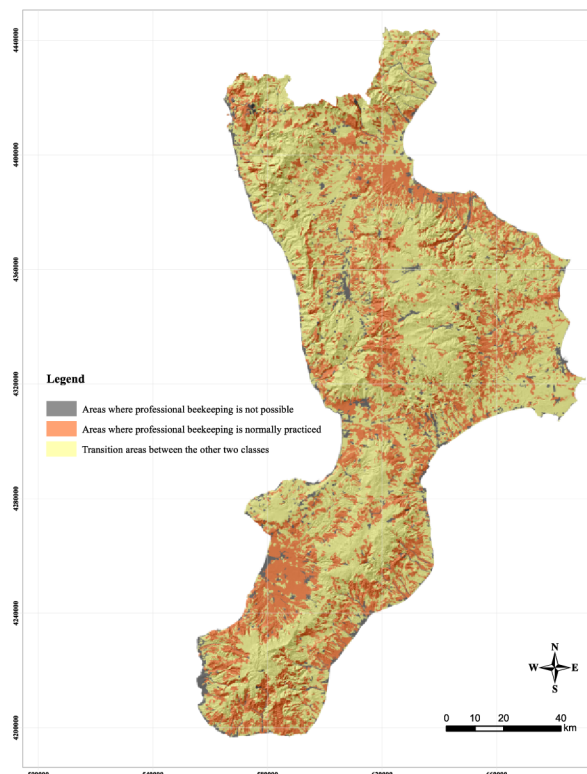 4440000
4400000
4360000
4320000
Legend
Areas where professional beekeeping is not possible
Areas where professional beekeeping is normally practiced
Transition areas between the other two classes
4280000
4240000
N
W E
S
0 10 20 40
km
4200000